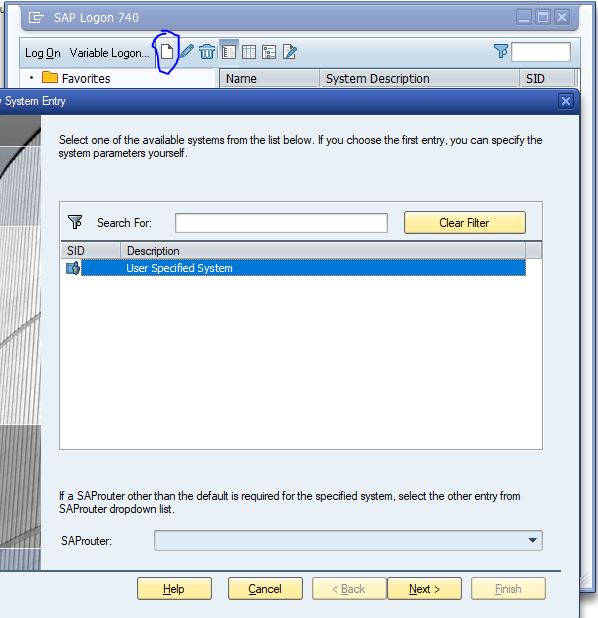 SAP Logon 740
Log On Variable Logon...
Favorites Name System Description SID
System Entry
Select one of the available systems from the list below. If you choose the first entry, you can specify the
system parameters yourself.
Search For: Clear Filter
SID Description
User Specified System
If a SAProuter other than the default is required for the specified system, select the other entry from
SAProuter dropdown list.
SAProuter:
Help Cancel < Back Next > Finish